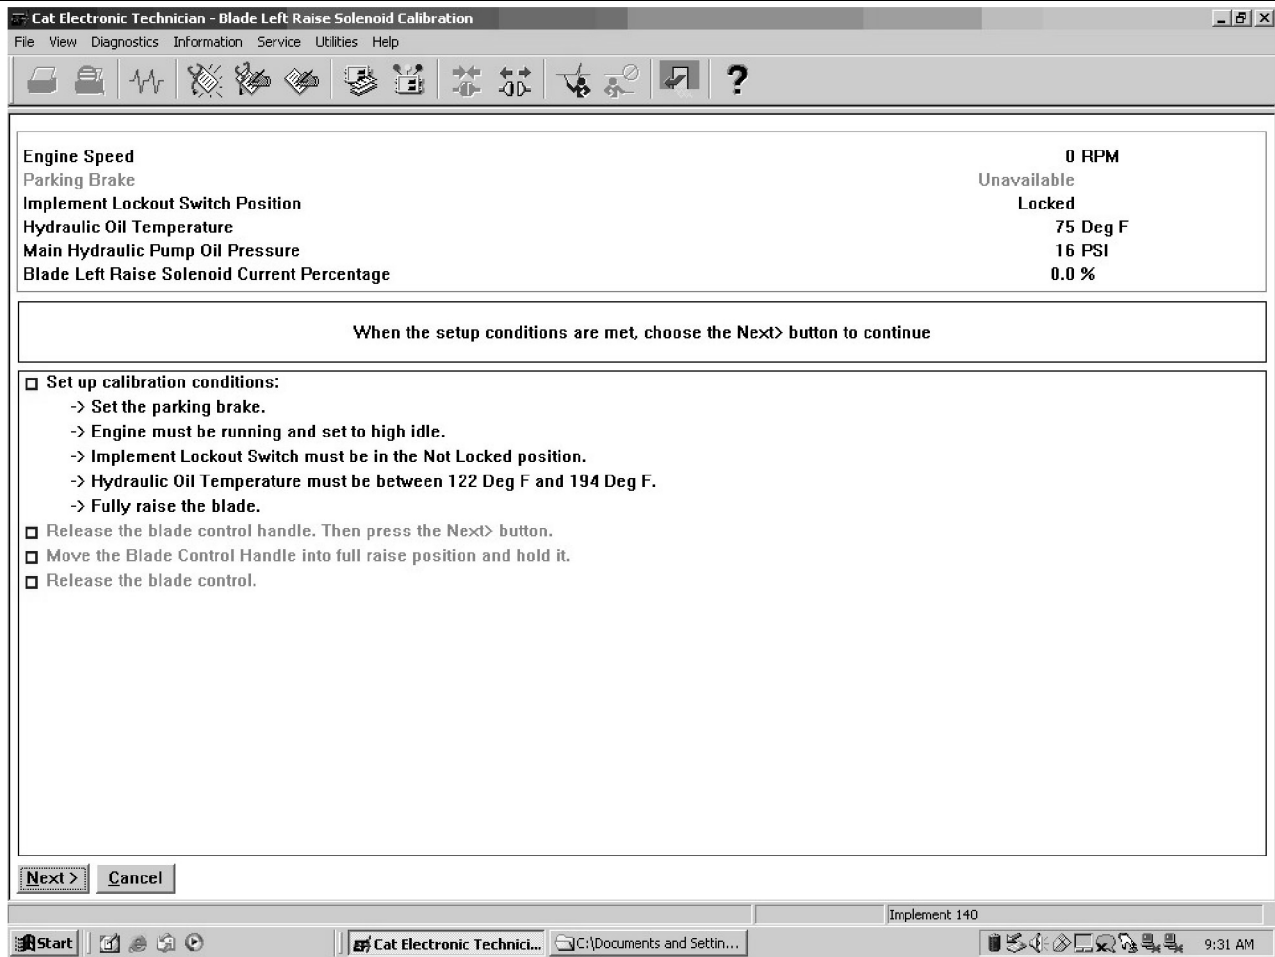 Cat Electronic Technician - Blade Left Raise Solenoid Calibration
File View Diagnostics Information Service Utilities Help
Engine Speed 0 RPM
Parking Brake Unavailable
Implement Lockout Switch Position Locked
Hydraulic Oil Temperature 75 Deg F
Main Hydraulic Pump Oil Pressure 16 PSI
Blade Left Raise Solenoid Current Percentage 0.0 %
When the setup conditions are met, choose the Next> button to continue
Set up calibration conditions:
-> Set the parking brake.
-> Engine must be running and set to high idle.
-> Implement Lockout Switch must be in the Not Locked position.
-> Hydraulic Oil Temperature must be between 122 Deg F and 194 Deg F.
-> Fully raise the blade.
Release the blade control handle. Then press the Next> button.
Move the Blade Control Handle into full raise position and hold it.
Release the blade control.
Next > Cancel
Implement 140
Start Cat Electronic Technici... C:\Documents and Settin... 9:31 AM